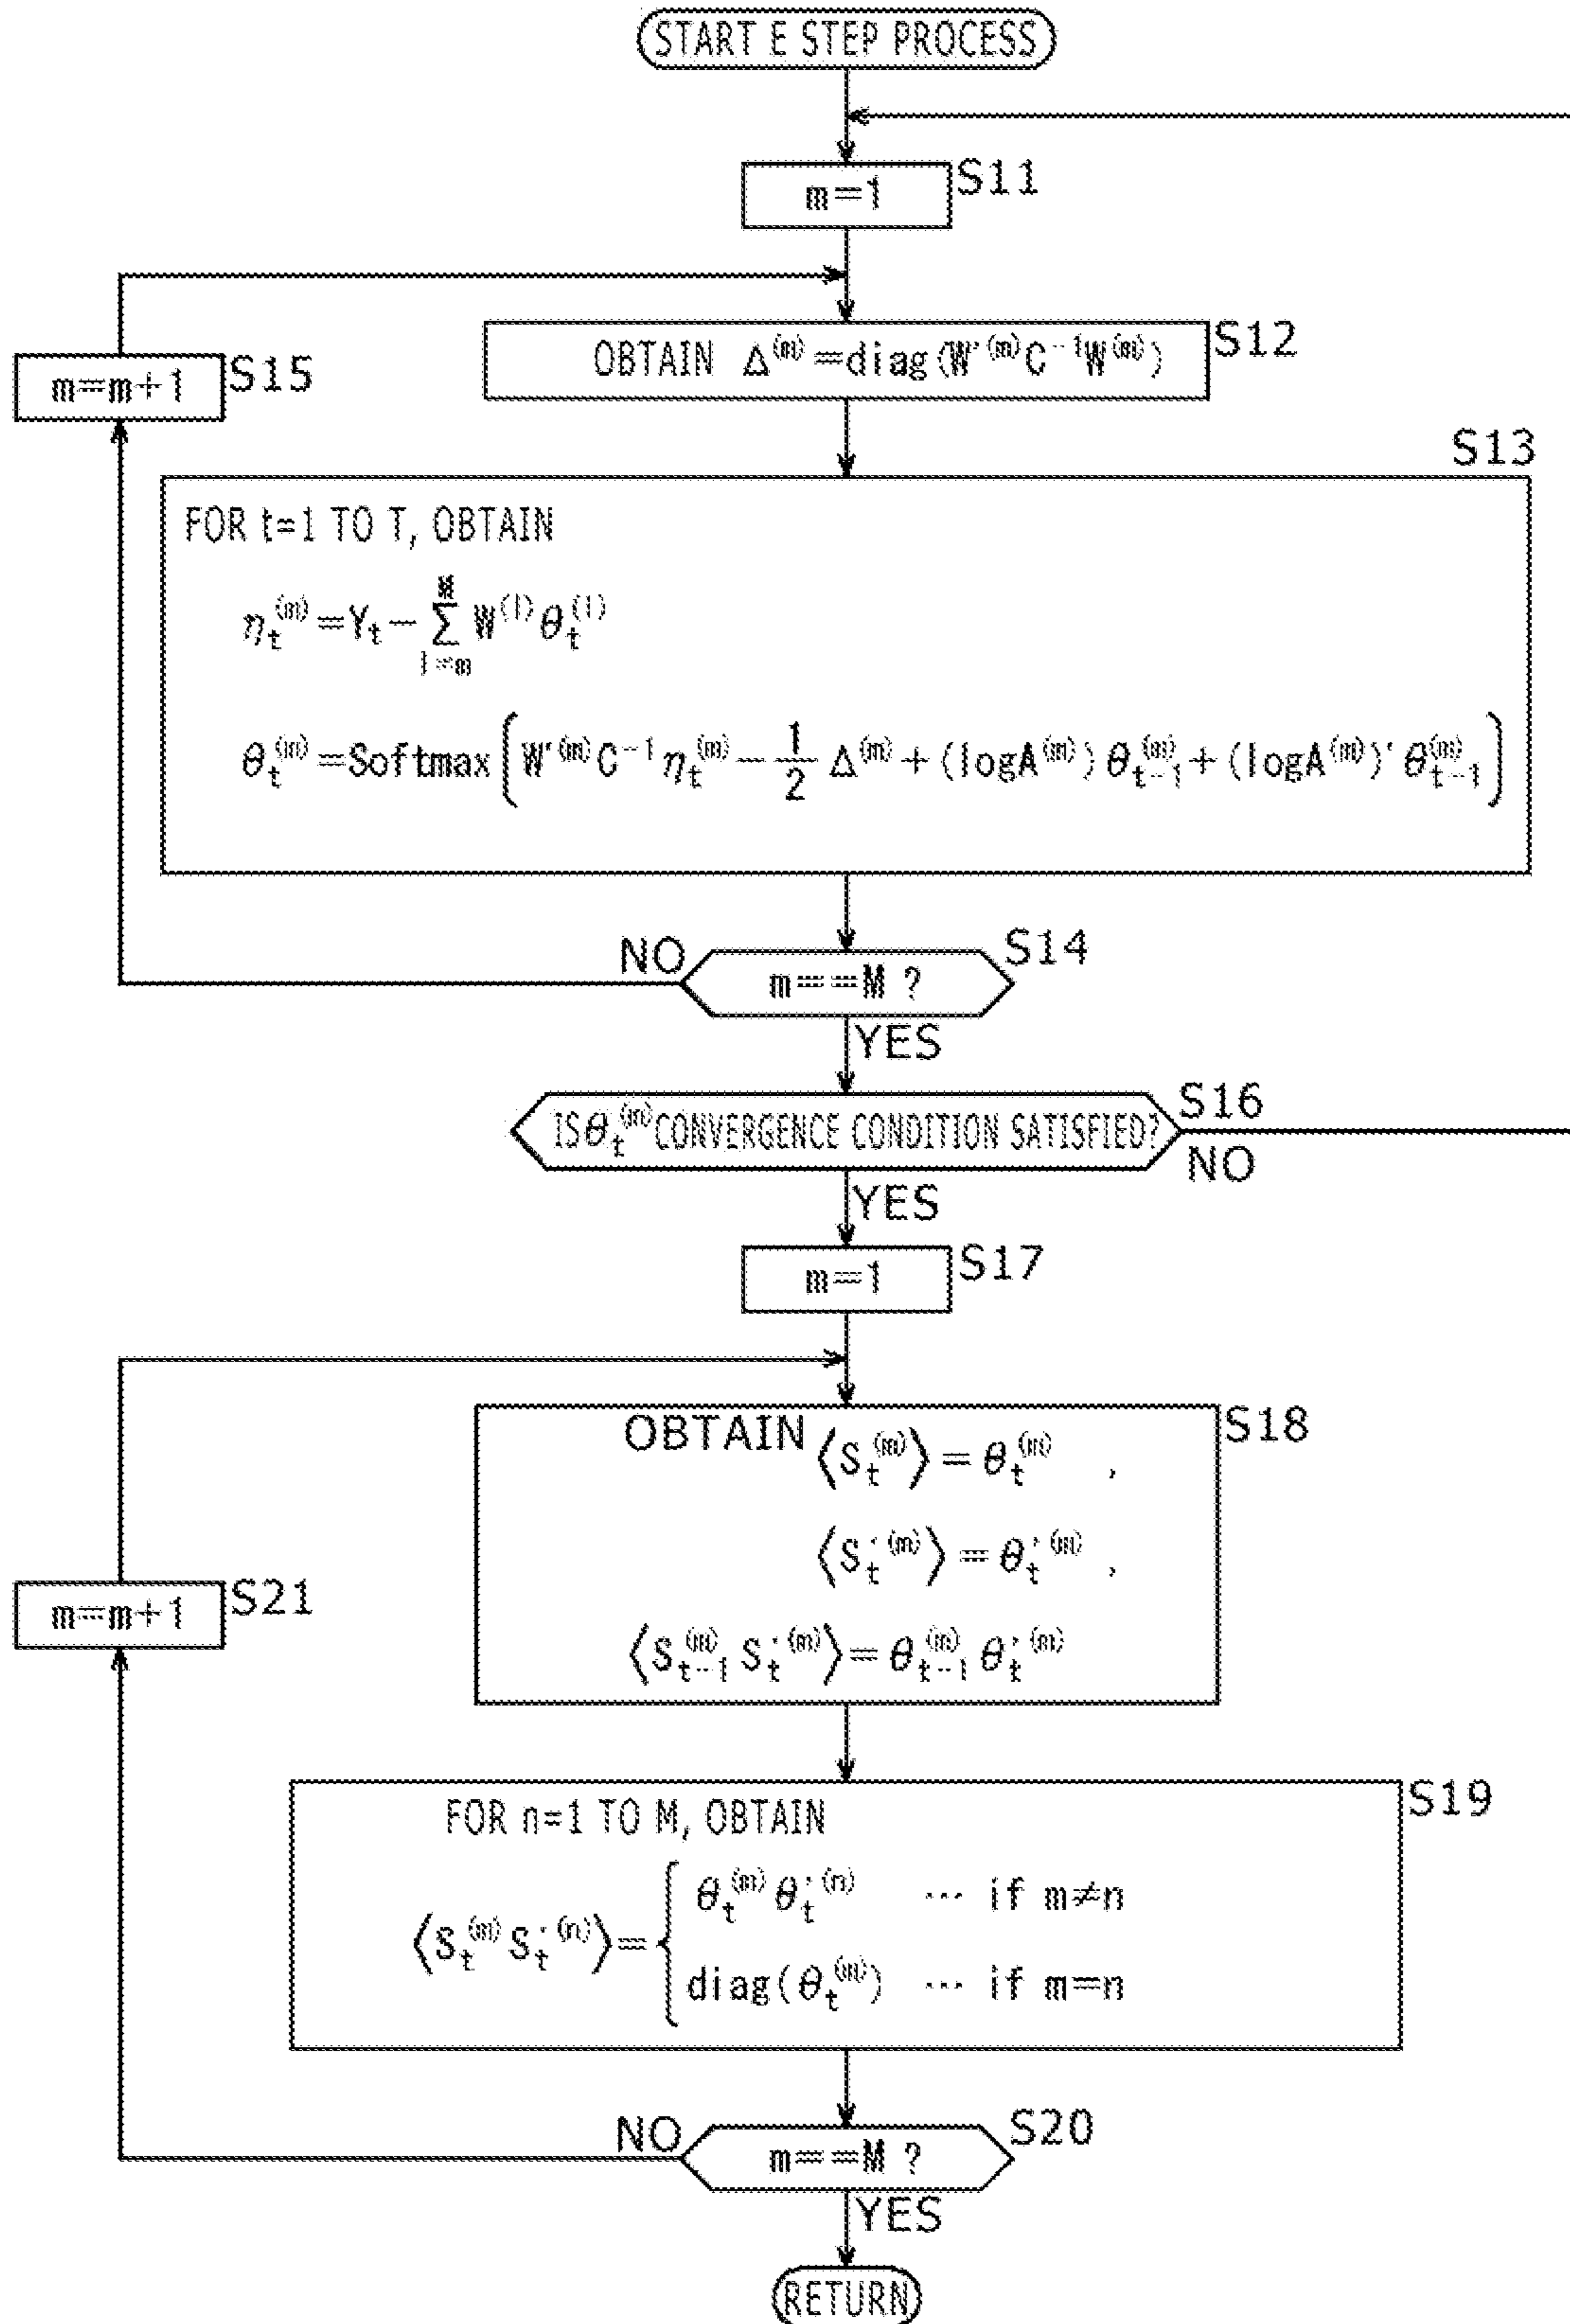 START E STEP PROCESS
m=1 S11
OBTAIN Δ^(m)=diag(W'^(m)C^-1W^(m)) S12
m=m+1 S15
S13
FOR t=1 TO T, OBTAIN
η_t^(m)=Y_t-Σ_{l=m}^{M} W^(l)θ_t^(l)
θ_t^(m)=Softmax(W'^(m)C^-1η_t^(m)-1/2Δ^(m)+(logA^(m))θ_{t-1}^(m)+(logA^(m))'θ_{t-1}^(m))
NO m==M ? S14
YES
IS θ_t^(m) CONVERGENCE CONDITION SATISFIED? S16
NO
YES
m=1 S17
OBTAIN S18
⟨S_t^(m)⟩=θ_t^(m) ,
⟨S_t'^(m)⟩=θ_t'^(m) ,
m=m+1 S21
⟨S_{t-1}^(m)S_t'^(m)⟩=θ_{t-1}^(m)θ_t'^(m)
S19
FOR n=1 TO M, OBTAIN
⟨S_t^(m)S_t'^(n)⟩={
θ_t^(m)θ_t'^(n) ··· if m≠n
diag(θ_t^(m)) ··· if m=n
NO m==M ? S20
YES
RETURN